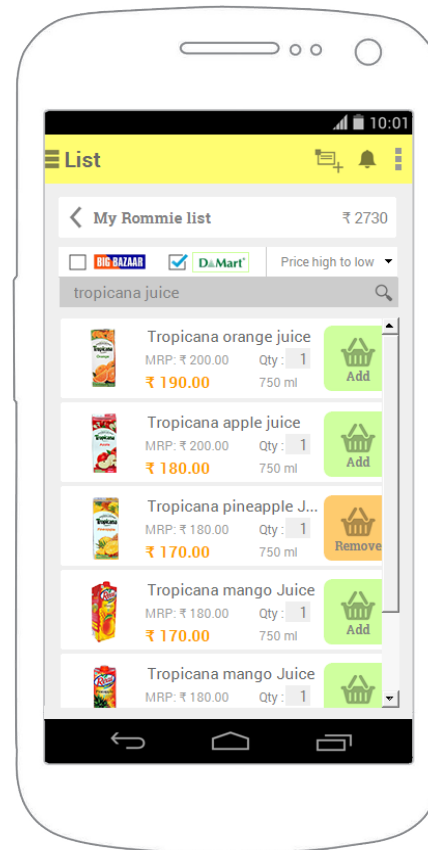 10:01
List
My Rommie list ₹ 2730
BIG BAZAAR D-Mart Price high to low
tropicana juice
Tropicana orange juice
MRP: ₹ 200.00 Qty : 1
₹ 190.00 750 ml
Add
Tropicana apple juice
MRP: ₹ 200.00 Qty : 1
₹ 180.00 750 ml
Add
Tropicana pineapple J...
MRP: ₹ 180.00 Qty : 1
₹ 170.00 750 ml
Remove
Tropicana mango Juice
MRP: ₹ 180.00 Qty : 1
₹ 170.00 750 ml
Add
Tropicana mango Juice
MRP: ₹ 180.00 Qty : 1